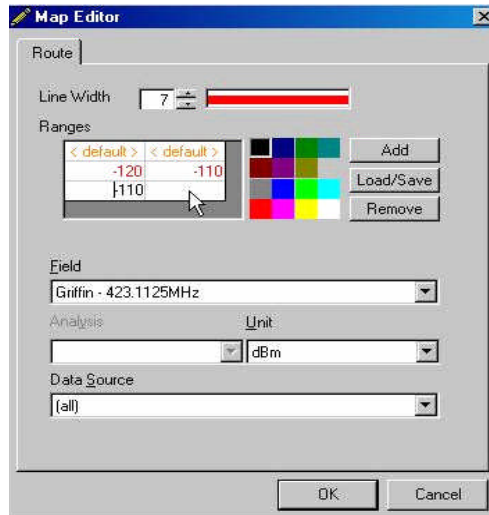 Map Editor
Route
Line Width 7
Ranges
< default > < default >
-120 -110
-110
Add
Load/Save
Remove
Field
Griffin - 423.1125MHz
Analysis Unit
dBm
Data Source
(all)
OK Cancel